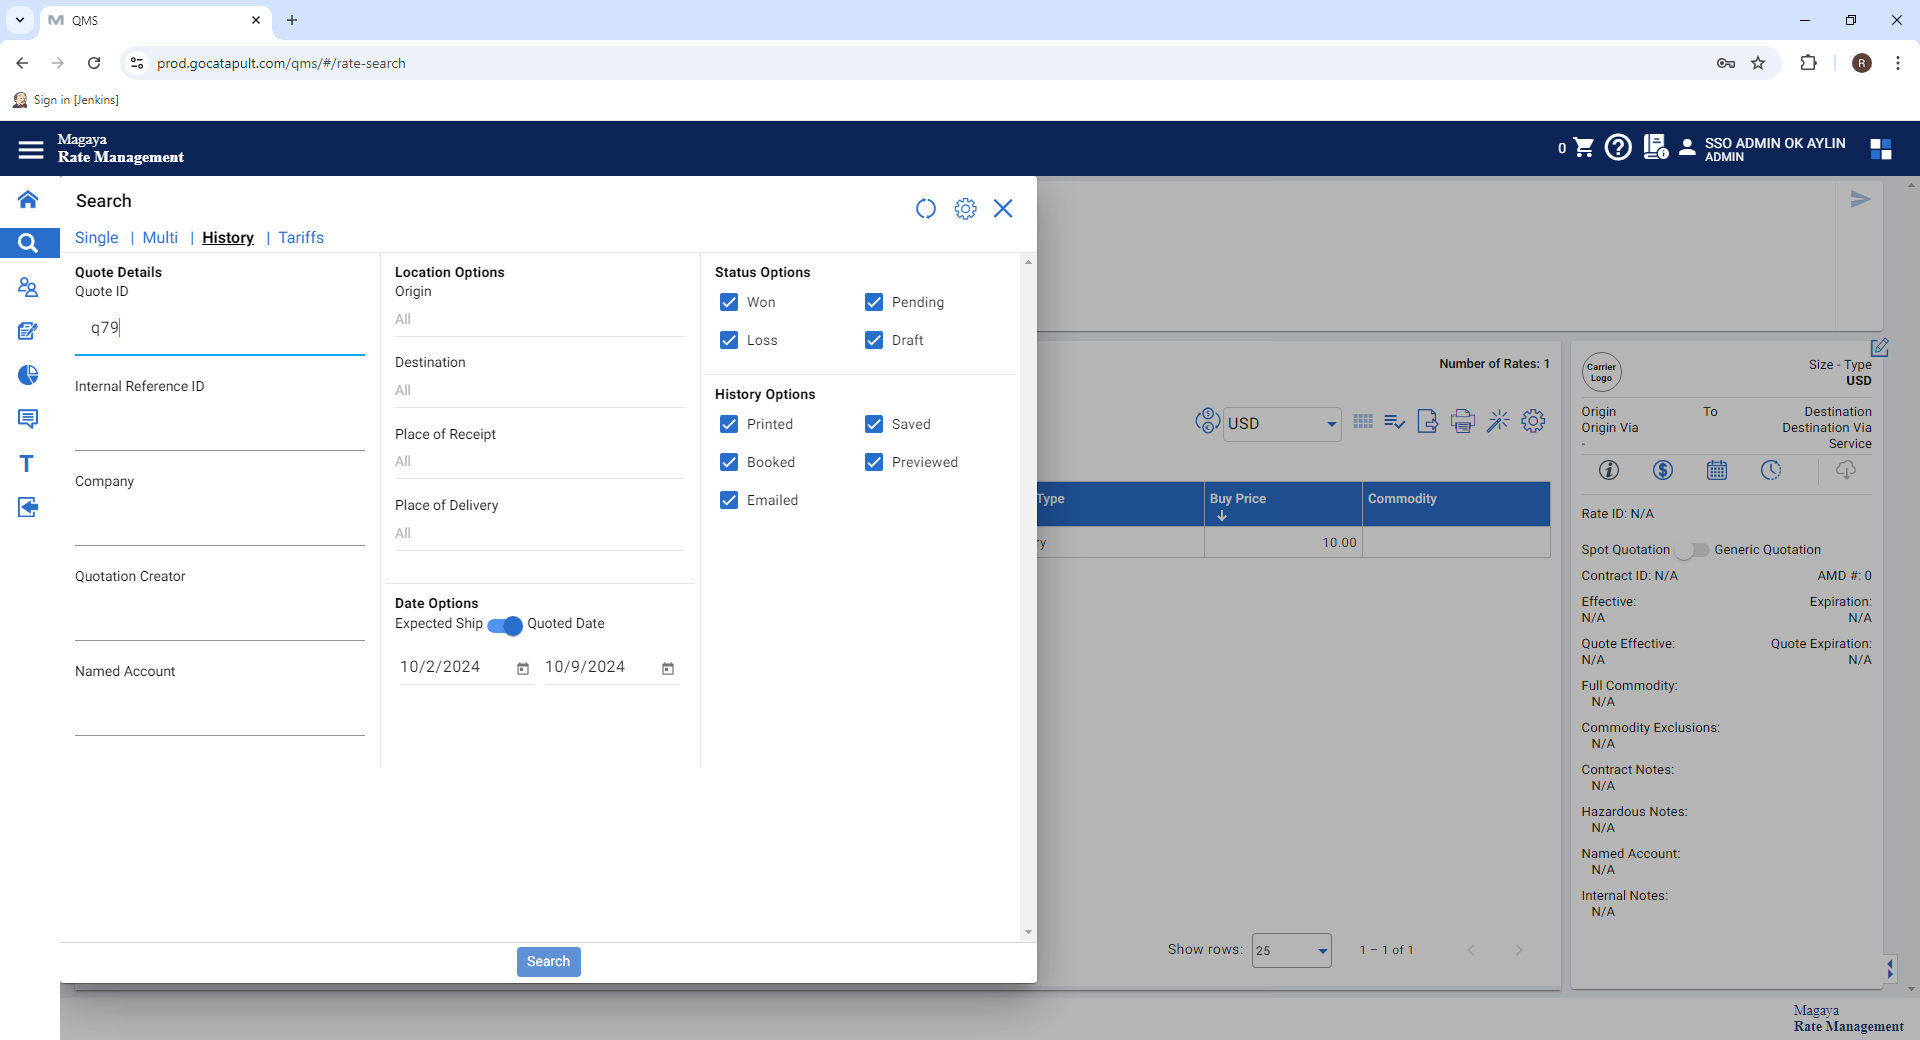 QMS
prod.gocatapult.com/qms/#/rate-search
R
Sign in [Jenkins]
Magaya
Rate Management
0
SSO ADMIN OK AYLIN
ADMIN
Search
Single | Multi | History | Tariffs
Quote Details
Quote ID
q79
Internal Reference ID
Company
Quotation Creator
Named Account
Location Options
Origin
All
Destination
All
Place of Receipt
All
Place of Delivery
All
Date Options
Expected Ship Quoted Date
10/2/2024 10/9/2024
Status Options
Won Pending
Loss Draft
History Options
Printed Saved
Booked Previewed
Emailed
Search
Number of Rates: 1
USD
Type Buy Price Commodity
ry 10.00
Show rows: 25 1 – 1 of 1
Carrier
Logo
Size - Type
USD
Origin To Destination
Origin Via Destination Via
- Service
Rate ID: N/A
Spot Quotation Generic Quotation
Contract ID: N/A AMD #: 0
Effective: Expiration:
N/A N/A
Quote Effective: Quote Expiration:
N/A N/A
Full Commodity:
N/A
Commodity Exclusions:
N/A
Contract Notes:
N/A
Hazardous Notes:
N/A
Named Account:
N/A
Internal Notes:
N/A
Magaya
Rate Management